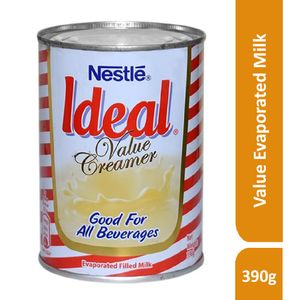 Nestlé®
Ideal®
Value
Creamer
Good For
All Beverages
Evaporated Filled Milk
Value Evaporated Milk
390g